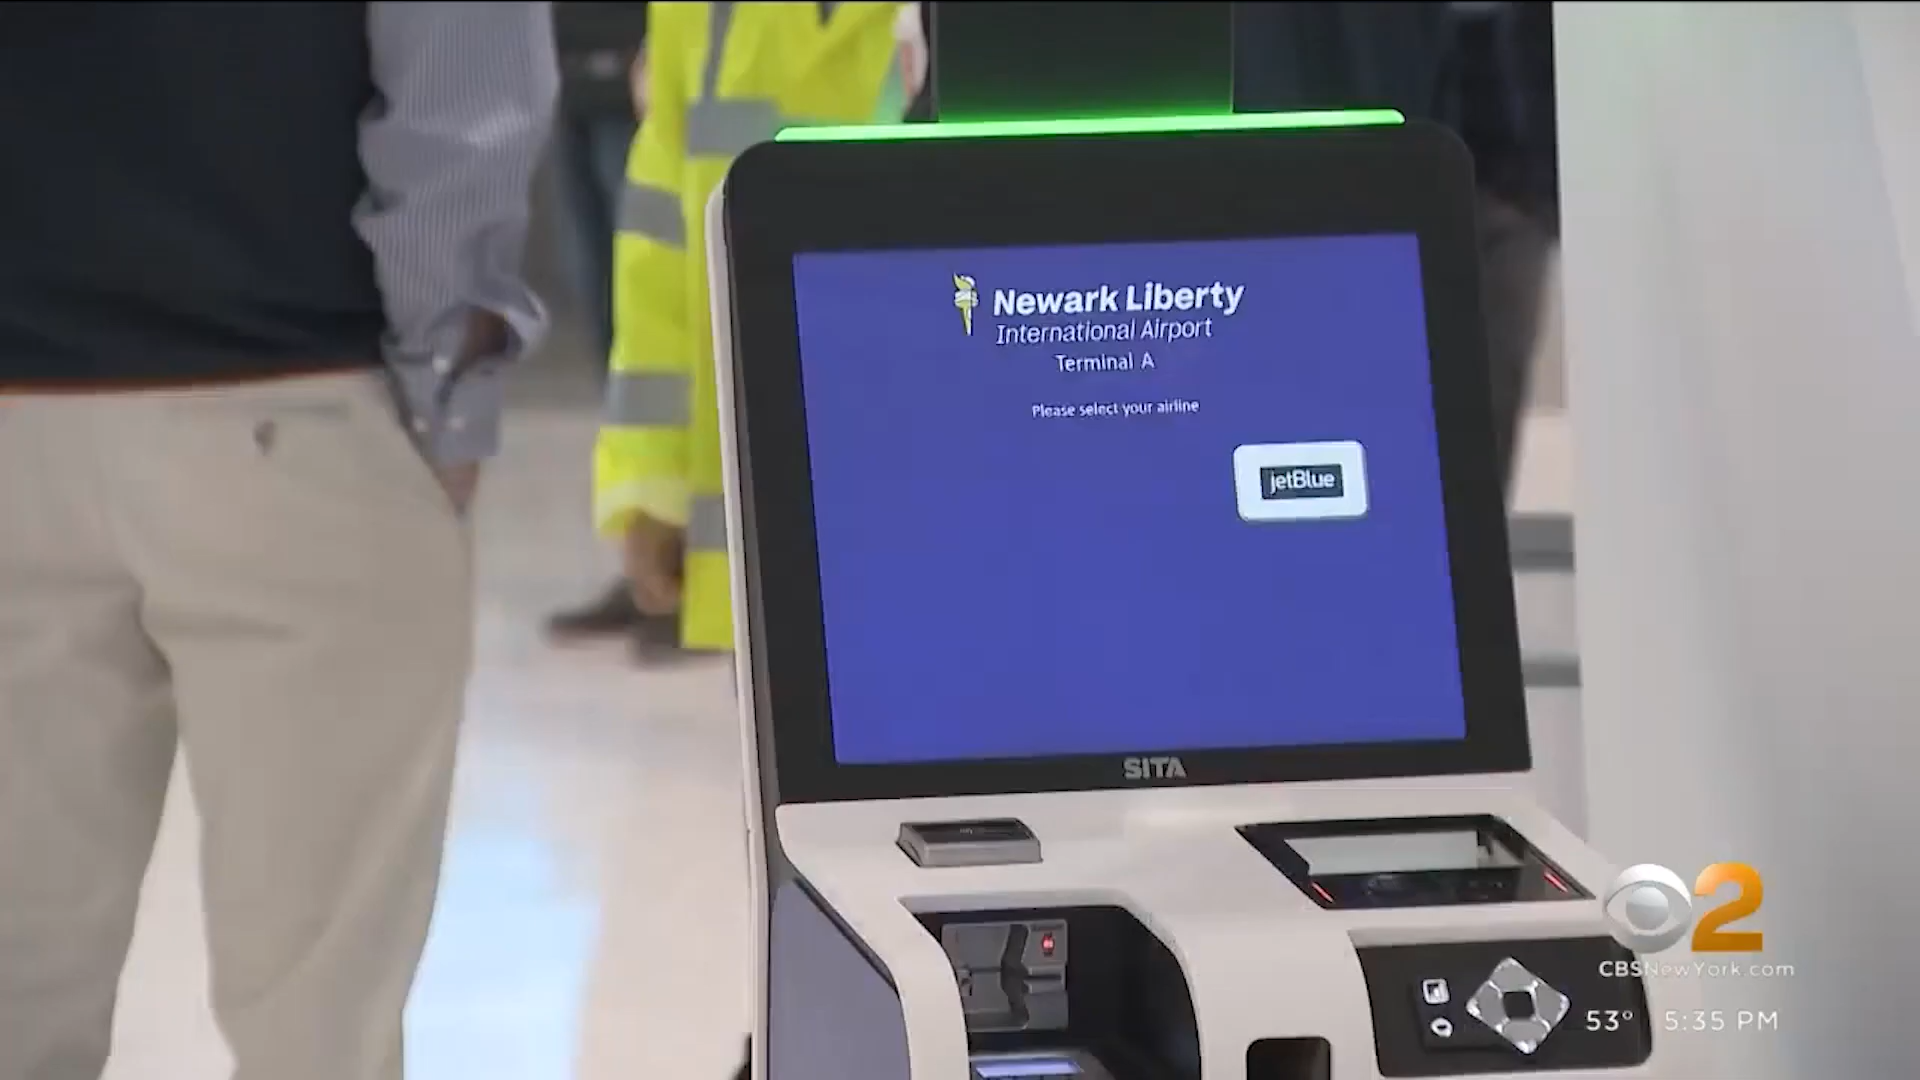 Newark Liberty
International Airport
Terminal A
Please select your airline
jetBlue
SITA
2
CBSNewYork.com
53° 5:35 PM